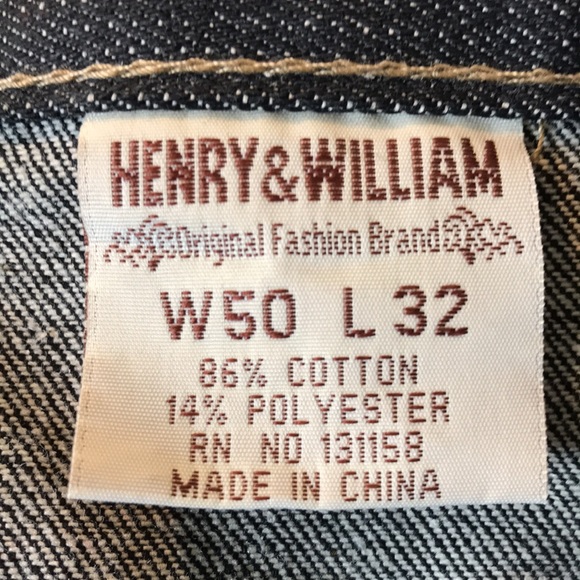 HENRY&WILLIAM
Original Fashion Brand
W50 L32
86% COTTON
14% POLYESTER
RN NO 131158
MADE IN CHINA